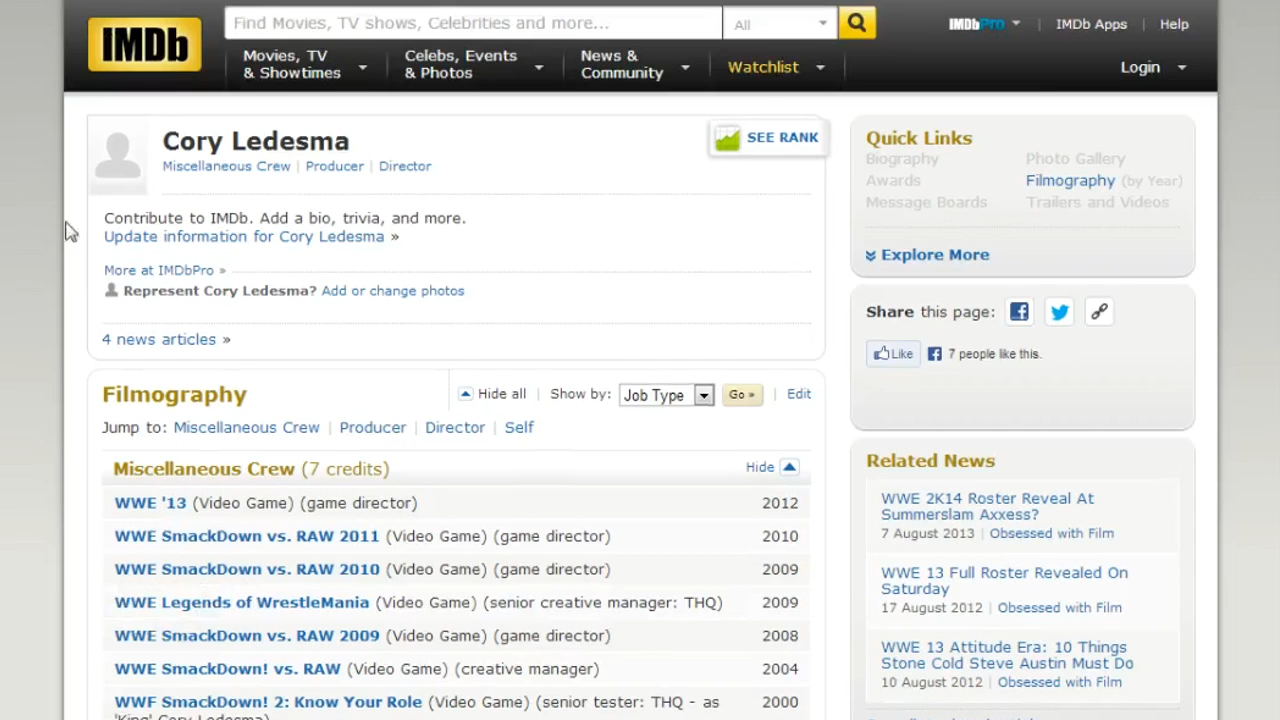 IMDb
Find Movies, TV shows, Celebrities and more...
All
IMDbPro
IMDb Apps
Help
Movies, TV
& Showtimes
Celebs, Events
& Photos
News &
Community
Watchlist
Login
Cory Ledesma
Miscellaneous Crew | Producer | Director
SEE RANK
Contribute to IMDb. Add a bio, trivia, and more.
Update information for Cory Ledesma »
More at IMDbPro »
Represent Cory Ledesma? Add or change photos
4 news articles »
Filmography
Hide all | Show by: Job Type Go » | Edit
Jump to: Miscellaneous Crew | Producer | Director | Self
Miscellaneous Crew (7 credits) Hide
WWE '13 (Video Game) (game director) 2012
WWE SmackDown vs. RAW 2011 (Video Game) (game director) 2010
WWE SmackDown vs. RAW 2010 (Video Game) (game director) 2009
WWE Legends of WrestleMania (Video Game) (senior creative manager: THQ) 2009
WWE SmackDown vs. RAW 2009 (Video Game) (game director) 2008
WWE SmackDown! vs. RAW (Video Game) (creative manager) 2004
WWF SmackDown! 2: Know Your Role (Video Game) (senior tester: THQ - as 2000
'King' Cory Ledesma)
Quick Links
Biography Photo Gallery
Awards Filmography (by Year)
Message Boards Trailers and Videos
Explore More
Share this page:
Like 7 people like this.
Related News
WWE 2K14 Roster Reveal At
Summerslam Axxess?
7 August 2013 | Obsessed with Film
WWE 13 Full Roster Revealed On
Saturday
17 August 2012 | Obsessed with Film
WWE 13 Attitude Era: 10 Things
Stone Cold Steve Austin Must Do
10 August 2012 | Obsessed with Film